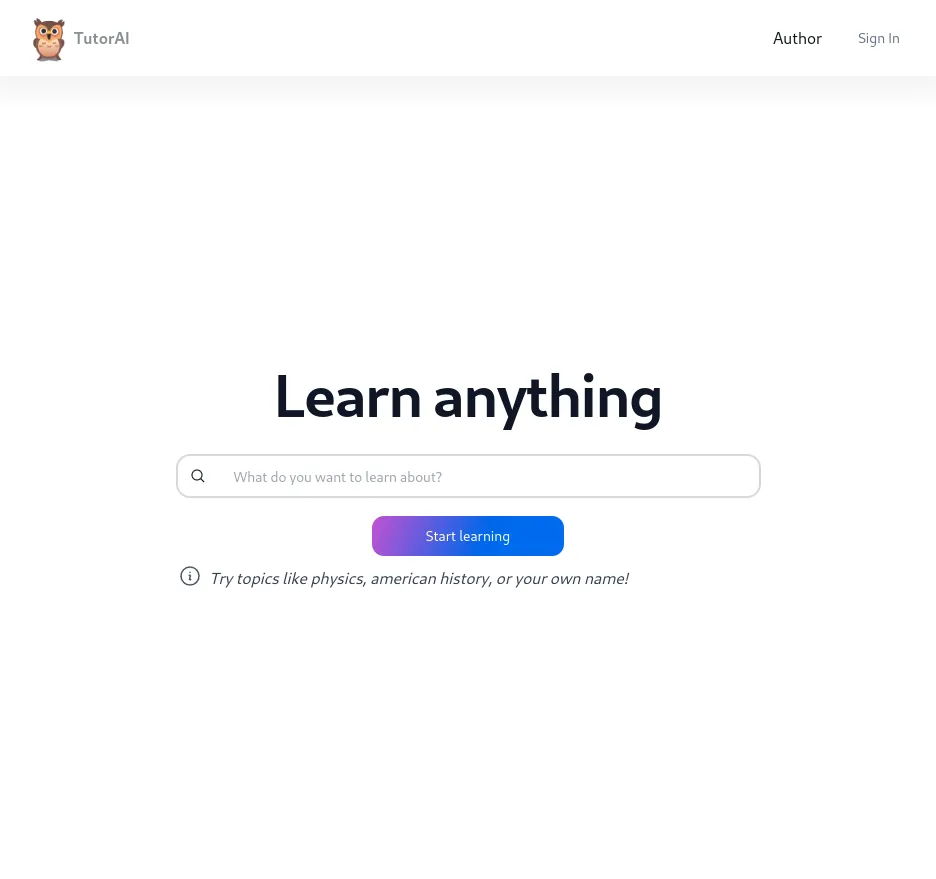 TutorAI
Author
Sign In
Learn anything
What do you want to learn about?
Start learning
Try topics like physics, american history, or your own name!